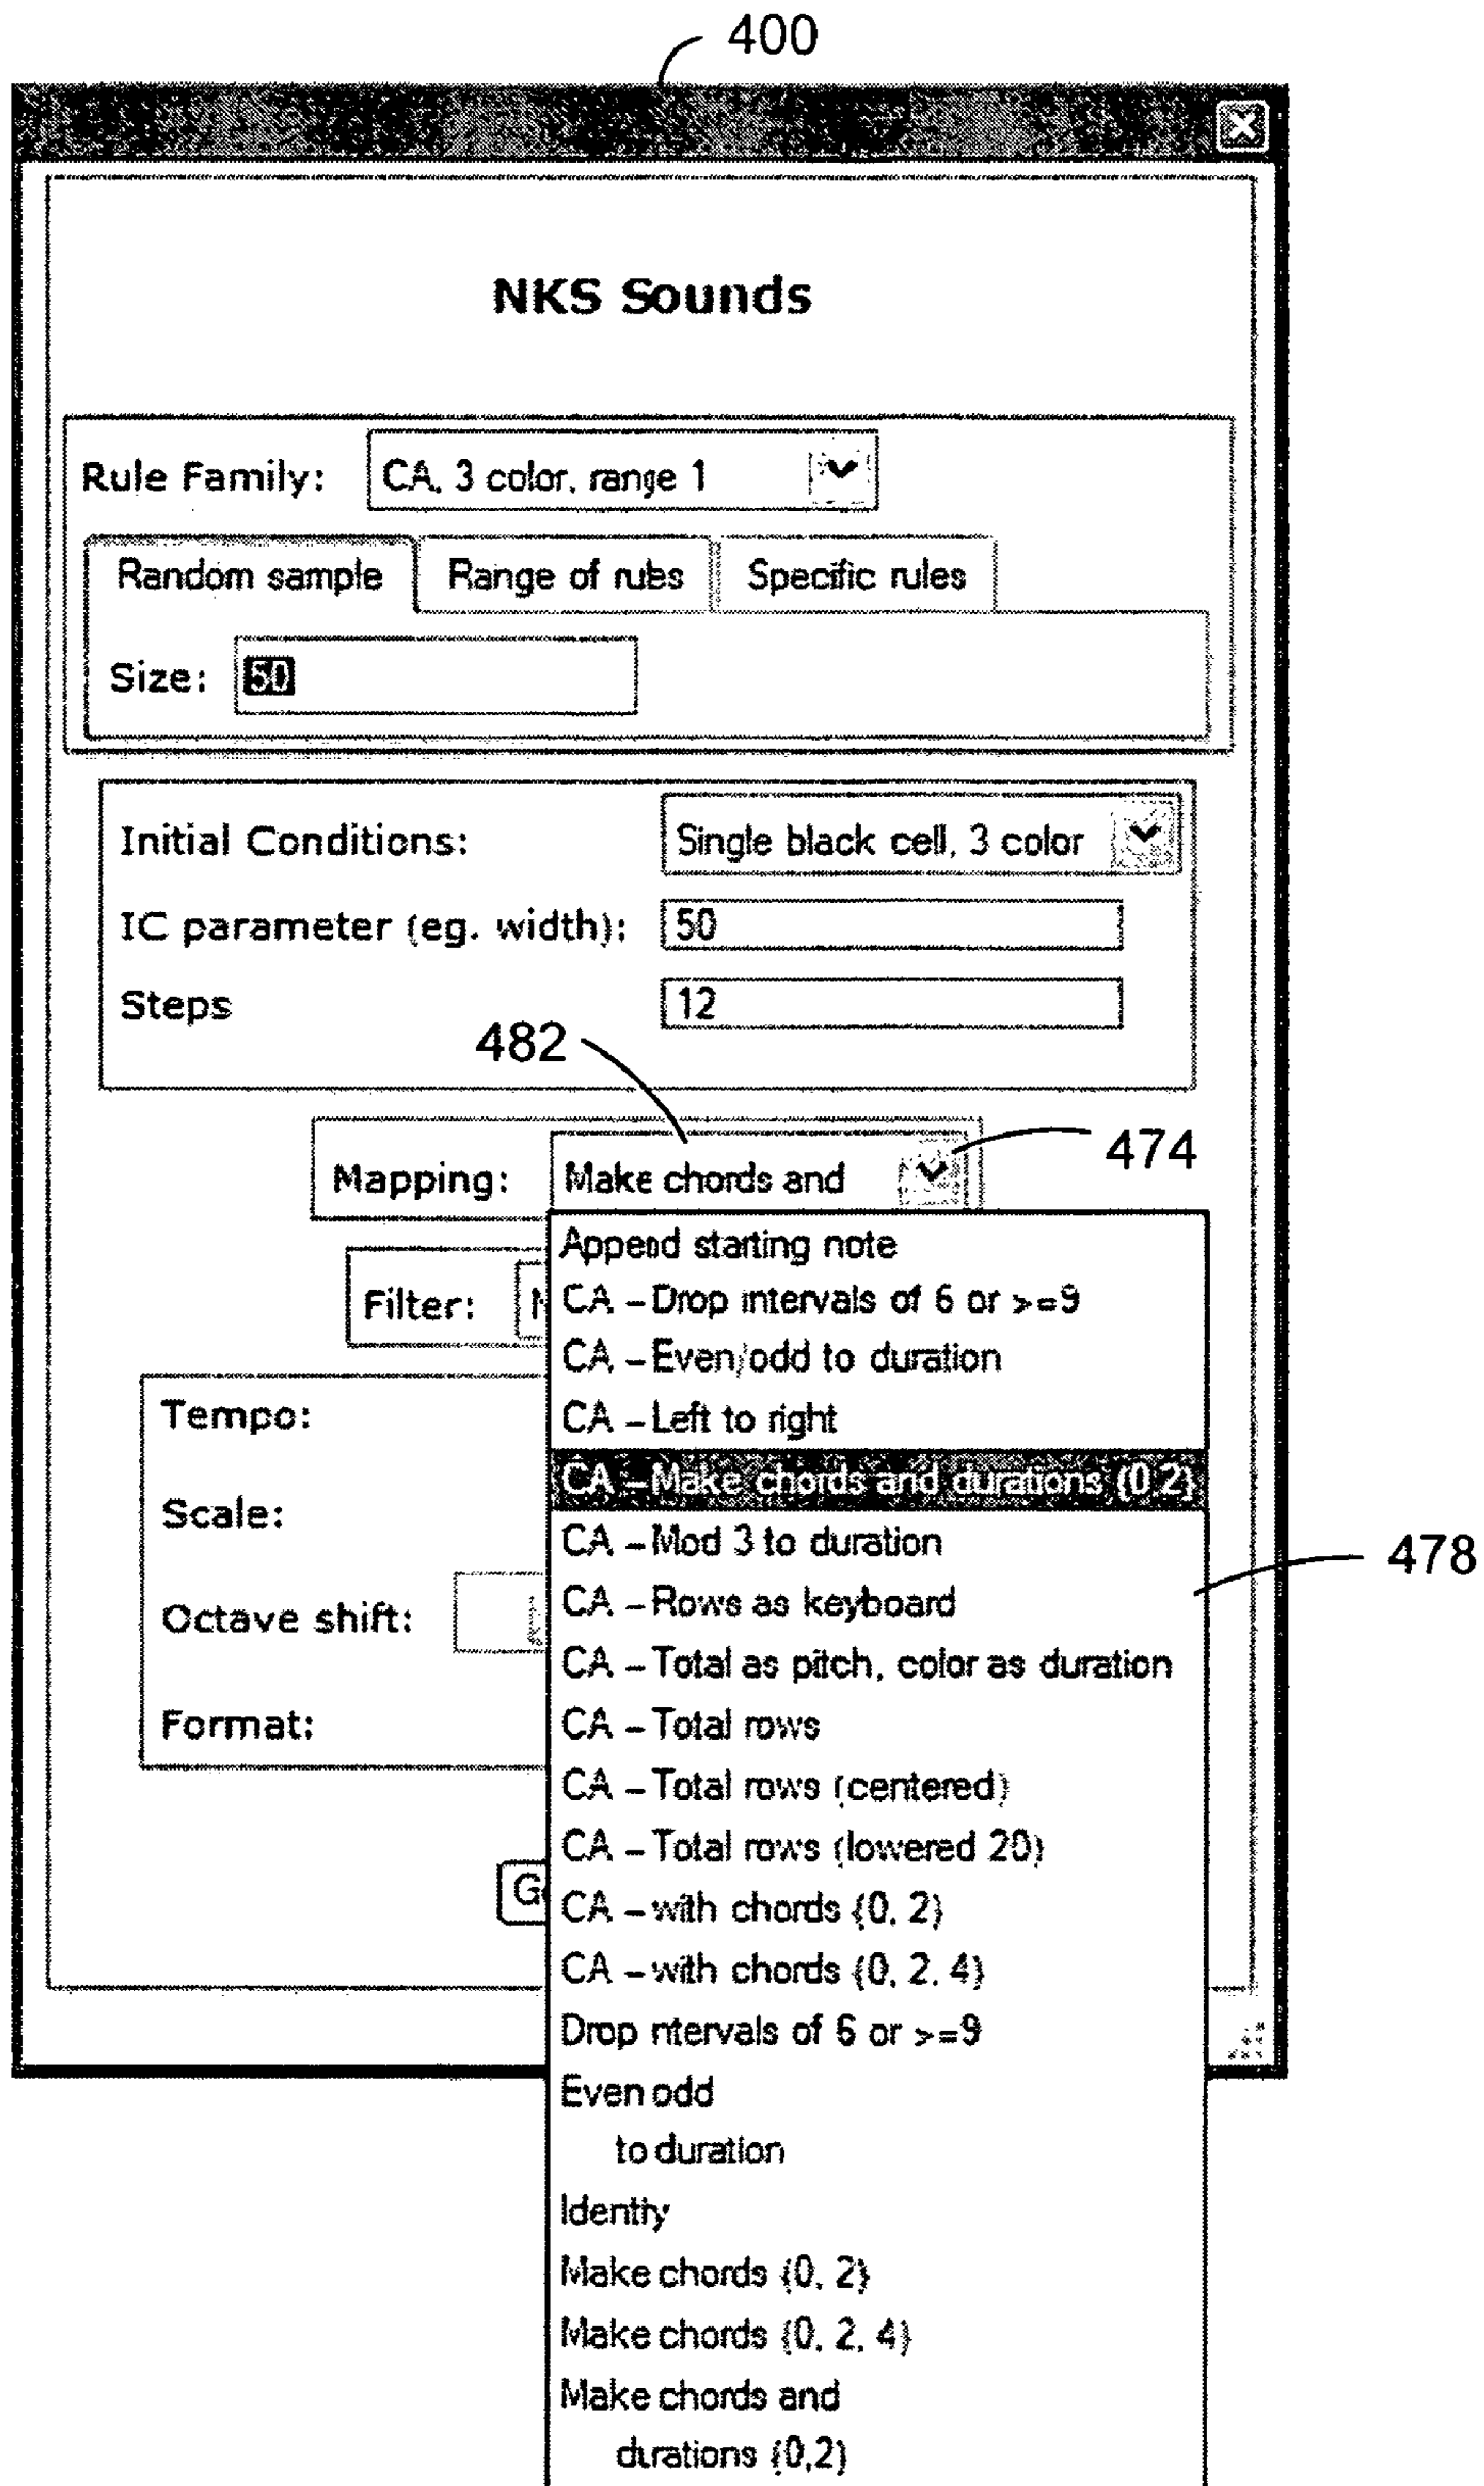 400
NKS Sounds
Rule Family: CA, 3 color, range 1
Random sample Range of rules Specific rules
Size: 50
Initial Conditions: Single black cell, 3 color
IC parameter (eg. width): 50
Steps 12
482
474
Mapping: Make chords and
Append starting note
Filter:
CA – Drop intervals of 6 or >=9
CA – Even/odd to duration
Tempo:
CA – Left to right
CA – Make chords and durations {0,2}
Scale:
CA – Mod 3 to duration
478
Octave shift:
CA – Rows as keyboard
CA – Total as pitch, color as duration
Format:
CA – Total rows
CA – Total rows (centered)
CA – Total rows (lowered 20)
CA – with chords {0, 2}
CA – with chords {0, 2, 4}
Drop ntervals of 6 or >=9
Even odd
to duration
Identity
Make chords {0, 2}
Make chords {0, 2, 4}
Make chords and
durations {0,2}